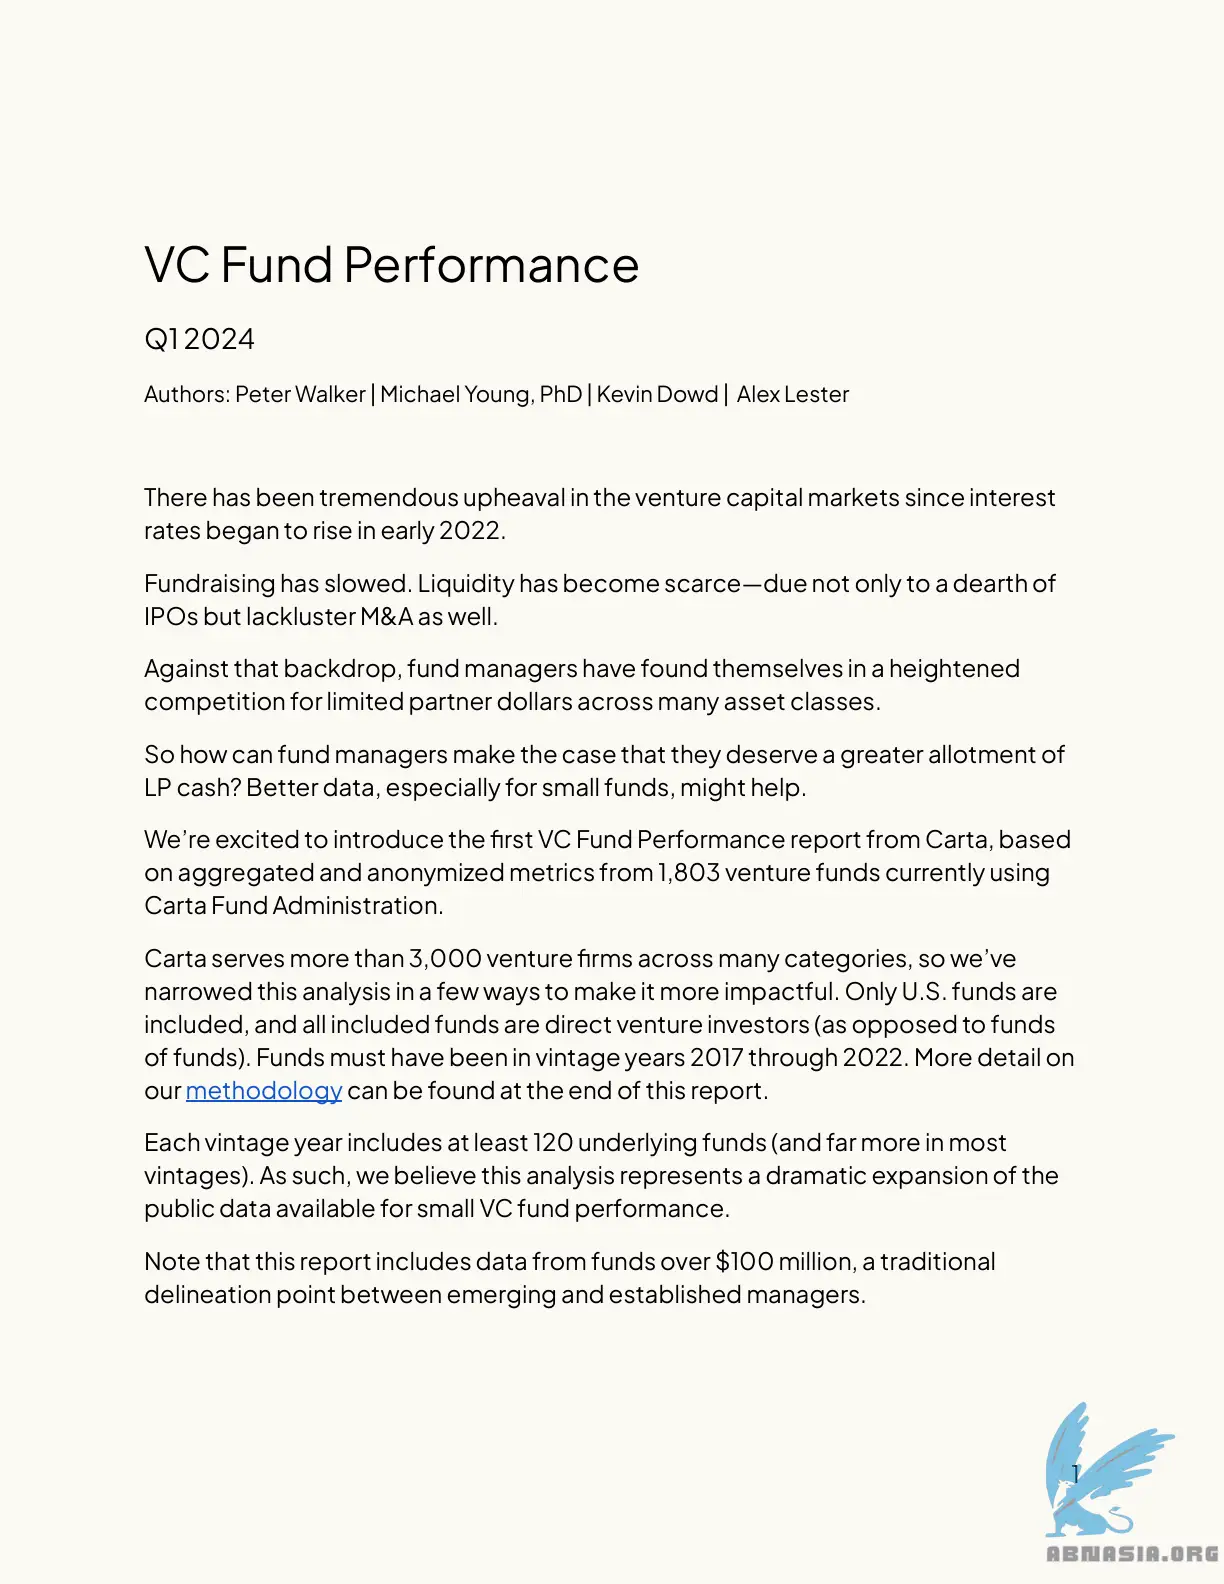 VC Fund Performance
Q1 2024
Authors: Peter Walker | Michael Young, PhD | Kevin Dowd | Alex Lester
There has been tremendous upheaval in the venture capital markets since interest
rates began to rise in early 2022.
Fundraising has slowed. Liquidity has become scarce—due not only to a dearth of
IPOs but lackluster M&A as well.
Against that backdrop, fund managers have found themselves in a heightened
competition for limited partner dollars across many asset classes.
So how can fund managers make the case that they deserve a greater allotment of
LP cash? Better data, especially for small funds, might help.
We’re excited to introduce the first VC Fund Performance report from Carta, based
on aggregated and anonymized metrics from 1,803 venture funds currently using
Carta Fund Administration.
Carta serves more than 3,000 venture firms across many categories, so we’ve
narrowed this analysis in a few ways to make it more impactful. Only U.S. funds are
included, and all included funds are direct venture investors (as opposed to funds
of funds). Funds must have been in vintage years 2017 through 2022. More detail on
our methodology can be found at the end of this report.
Each vintage year includes at least 120 underlying funds (and far more in most
vintages). As such, we believe this analysis represents a dramatic expansion of the
public data available for small VC fund performance.
Note that this report includes data from funds over $100 million, a traditional
delineation point between emerging and established managers.
1
ABNASIA.ORG